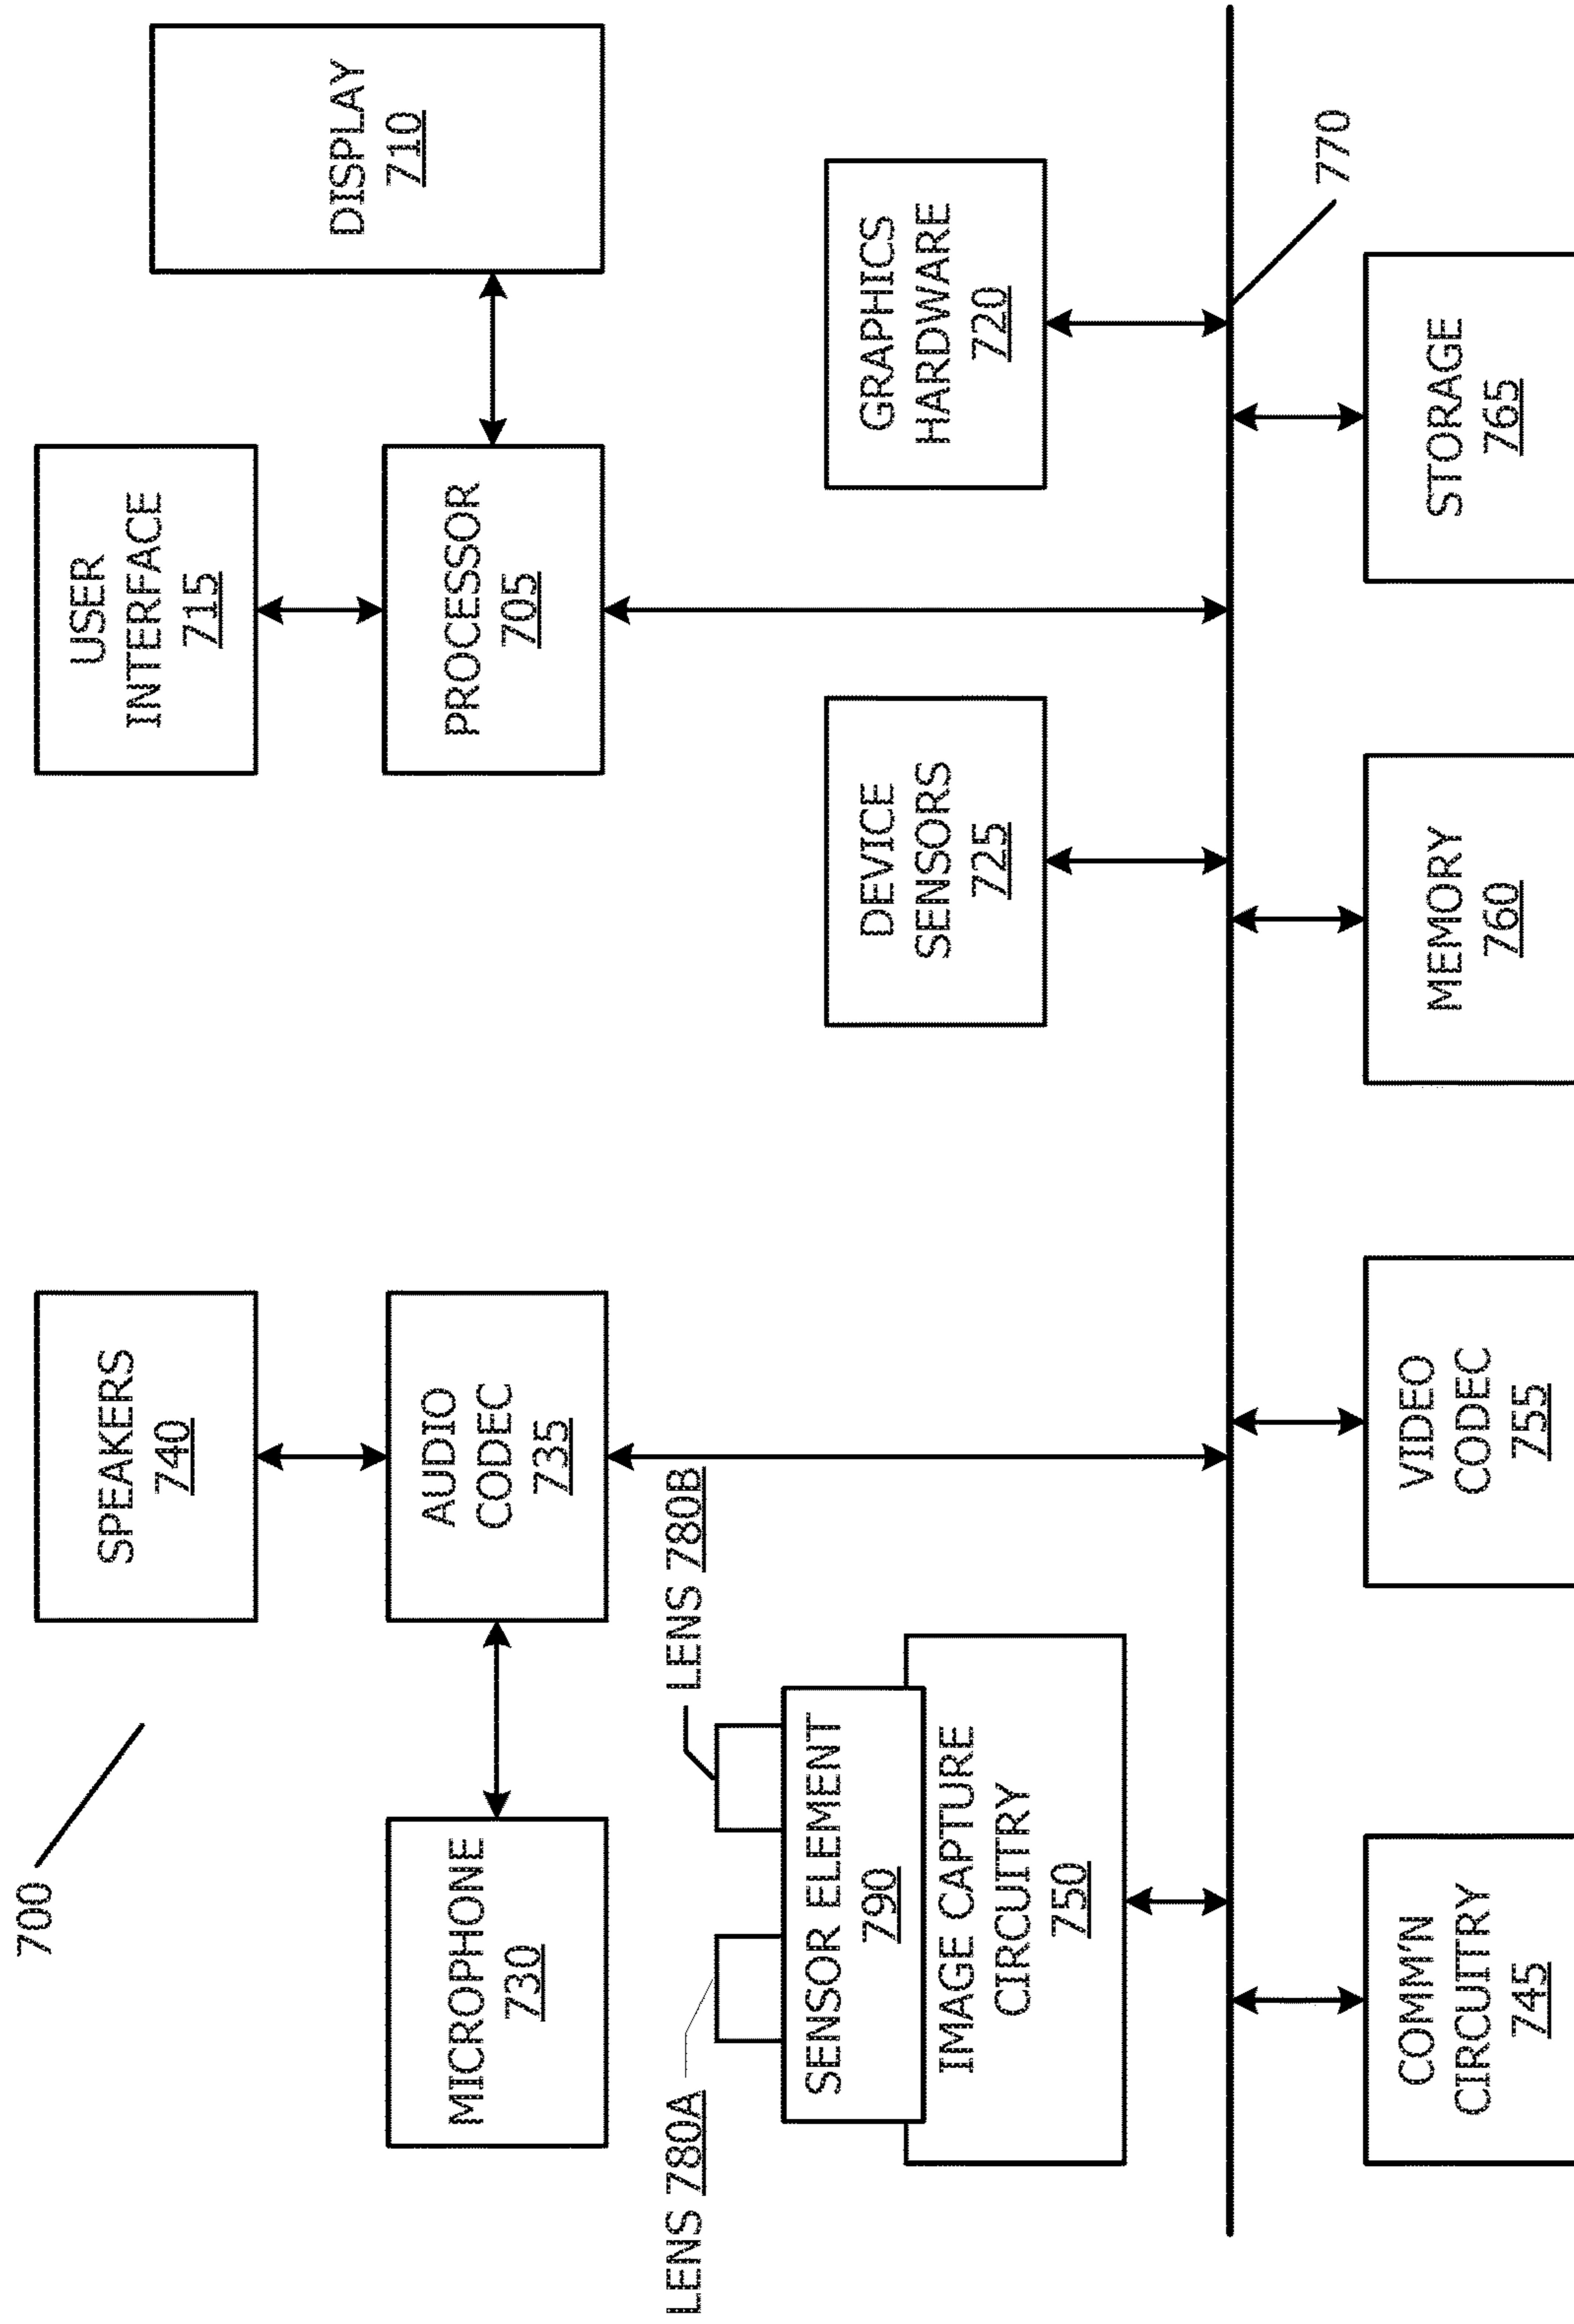 700
SPEAKERS
740
USER
INTERFACE
715
DISPLAY
710
MICROPHONE
730
AUDIO
CODEC
735
PROCESSOR
705
LENS 780A
LENS 780B
SENSOR ELEMENT
790
IMAGE CAPTURE
CIRCUITRY
750
DEVICE
SENSORS
725
GRAPHICS
HARDWARE
720
770
COMM'N
CIRCUITRY
745
VIDEO
CODEC
755
MEMORY
760
STORAGE
765